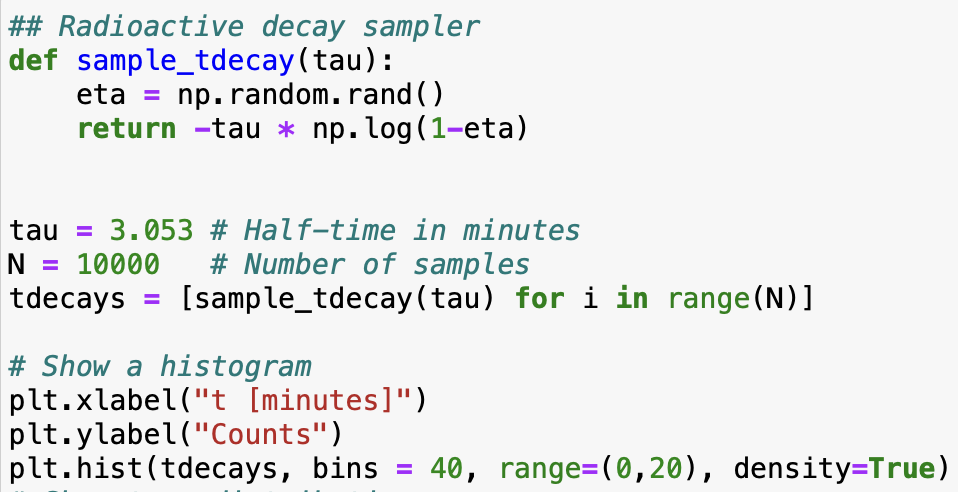 ## Radioactive decay sampler
def sample_tdecay(tau):
    eta = np.random.rand()
    return -tau * np.log(1-eta)
tau = 3.053 # Half-time in minutes
N = 10000   # Number of samples
tdecays = [sample_tdecay(tau) for i in range(N)]
# Show a histogram
plt.xlabel("t [minutes]")
plt.ylabel("Counts")
plt.hist(tdecays, bins = 40, range=(0,20), density=True)